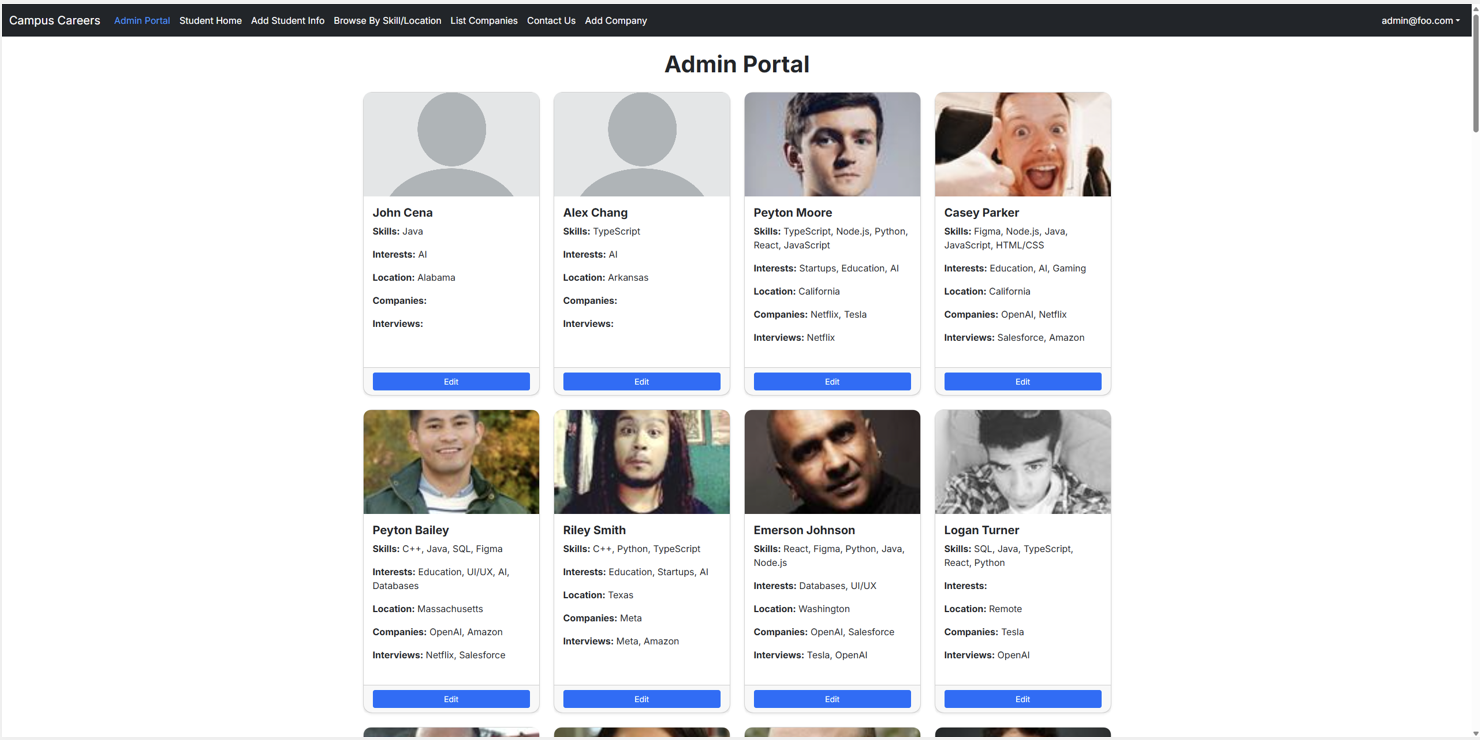 Campus Careers Admin Portal Student Home Add Student Info Browse By Skill/Location List Companies Contact Us Add Company admin@foo.com
Admin Portal
John Cena
Skills: Java
Interests: AI
Location: Alabama
Companies:
Interviews:
Edit
Alex Chang
Skills: TypeScript
Interests: AI
Location: Arkansas
Companies:
Interviews:
Edit
Peyton Moore
Skills: TypeScript, Node.js, Python,
React, JavaScript
Interests: Startups, Education, AI
Location: California
Companies: Netflix, Tesla
Interviews: Netflix
Edit
Casey Parker
Skills: Figma, Node.js, Java,
JavaScript, HTML/CSS
Interests: Education, AI, Gaming
Location: California
Companies: OpenAI, Netflix
Interviews: Salesforce, Amazon
Edit
Peyton Bailey
Skills: C++, Java, SQL, Figma
Interests: Education, UI/UX, AI,
Databases
Location: Massachusetts
Companies: OpenAI, Amazon
Interviews: Netflix, Salesforce
Edit
Riley Smith
Skills: C++, Python, TypeScript
Interests: Education, Startups, AI
Location: Texas
Companies: Meta
Interviews: Meta, Amazon
Edit
Emerson Johnson
Skills: React, Figma, Python, Java,
Node.js
Interests: Databases, UI/UX
Location: Washington
Companies: OpenAI, Salesforce
Interviews: Tesla, OpenAI
Edit
Logan Turner
Skills: SQL, Java, TypeScript,
React, Python
Interests:
Location: Remote
Companies: Tesla
Interviews: OpenAI
Edit